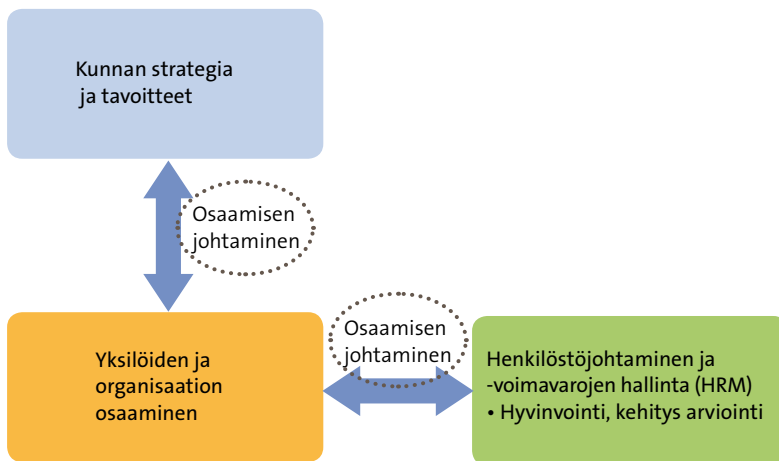 Kunnan strategia
ja tavoitteet
Osaamisen
johtaminen
Yksilöiden ja
organisaation
osaaminen
Osaamisen
johtaminen
Henkilöstöjohtaminen ja
-voimavarojen hallinta (HRM)
• Hyvinvointi, kehitys arviointi